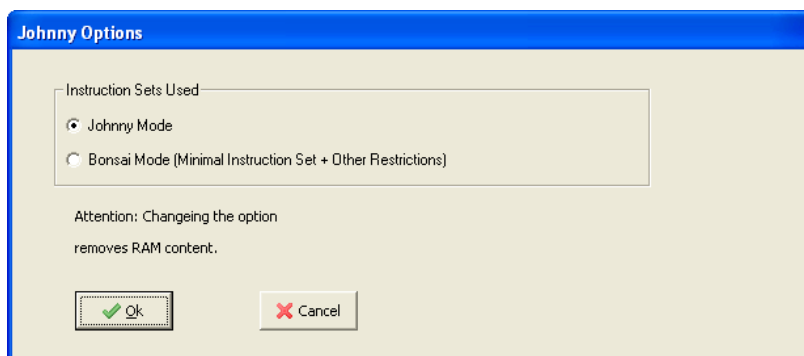 Johnny Options
Instruction Sets Used
Johnny Mode
Bonsai Mode (Minimal Instruction Set + Other Restrictions)
Attention: Changeing the option
removes RAM content.
Ok Cancel